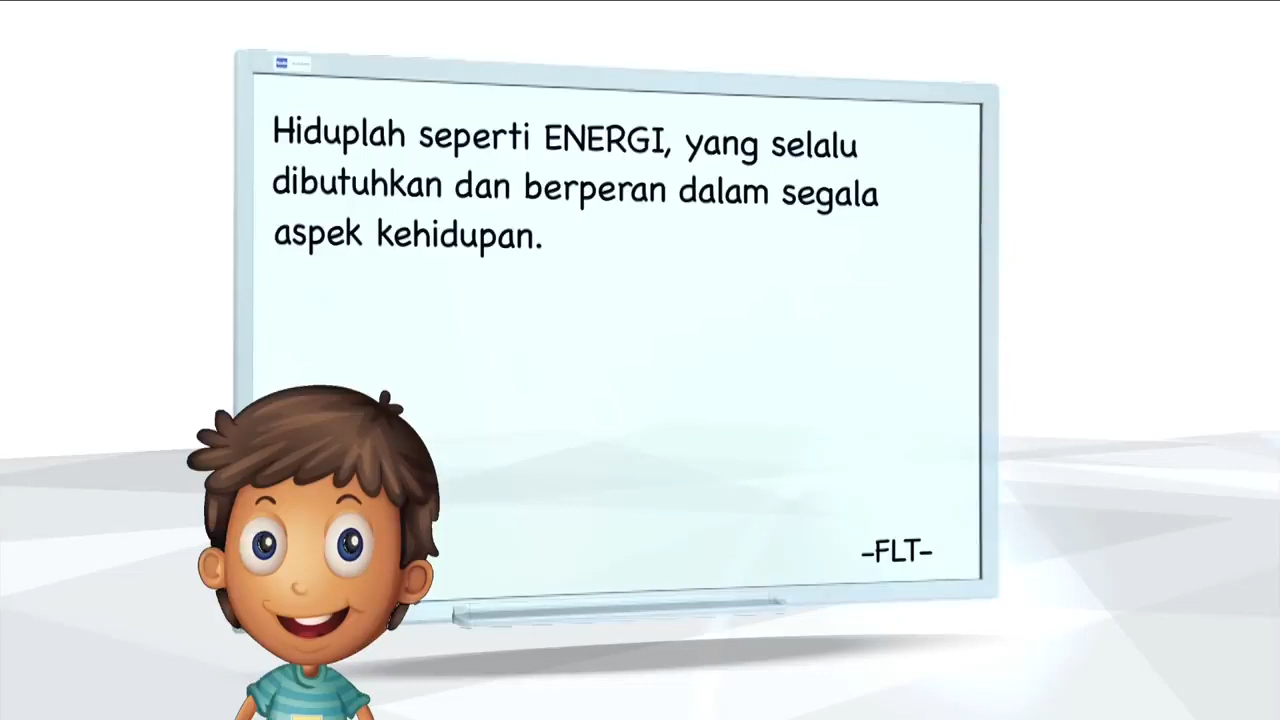 Hiduplah seperti ENERGI, yang selalu
dibutuhkan dan berperan dalam segala
aspek kehidupan.
-FLT-